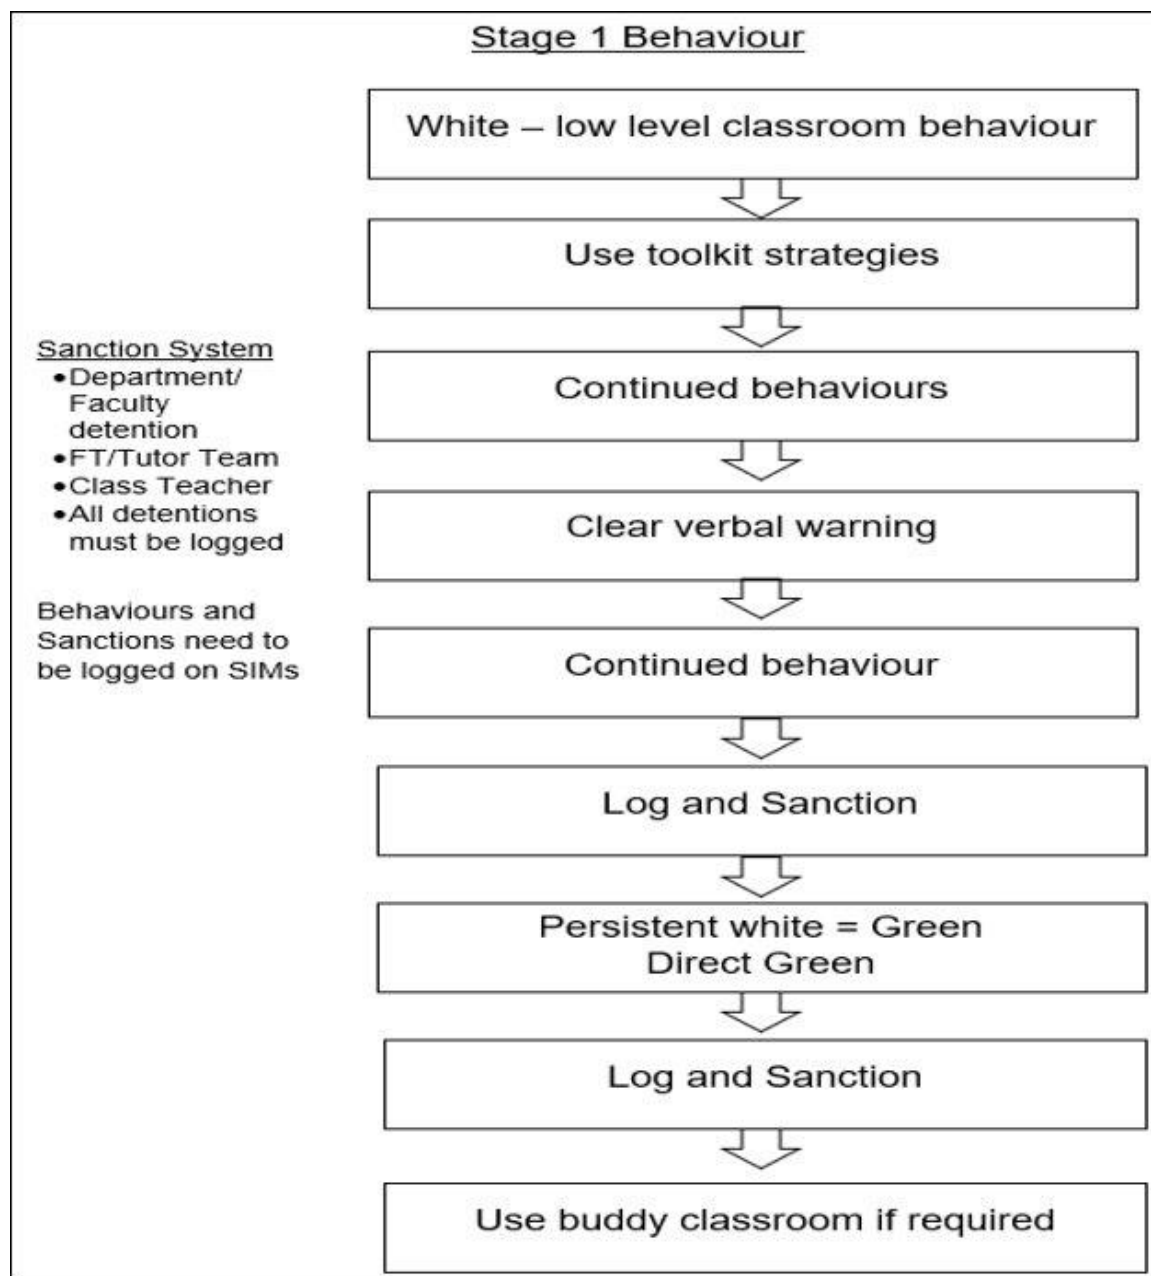 Stage 1 Behaviour
White – low level classroom behaviour
Use toolkit strategies
Sanction System
•Department/
Faculty
detention
•FT/Tutor Team
•Class Teacher
•All detentions
must be logged
Behaviours and
Sanctions need to
be logged on SIMs
Continued behaviours
Clear verbal warning
Continued behaviour
Log and Sanction
Persistent white = Green
Direct Green
Log and Sanction
Use buddy classroom if required